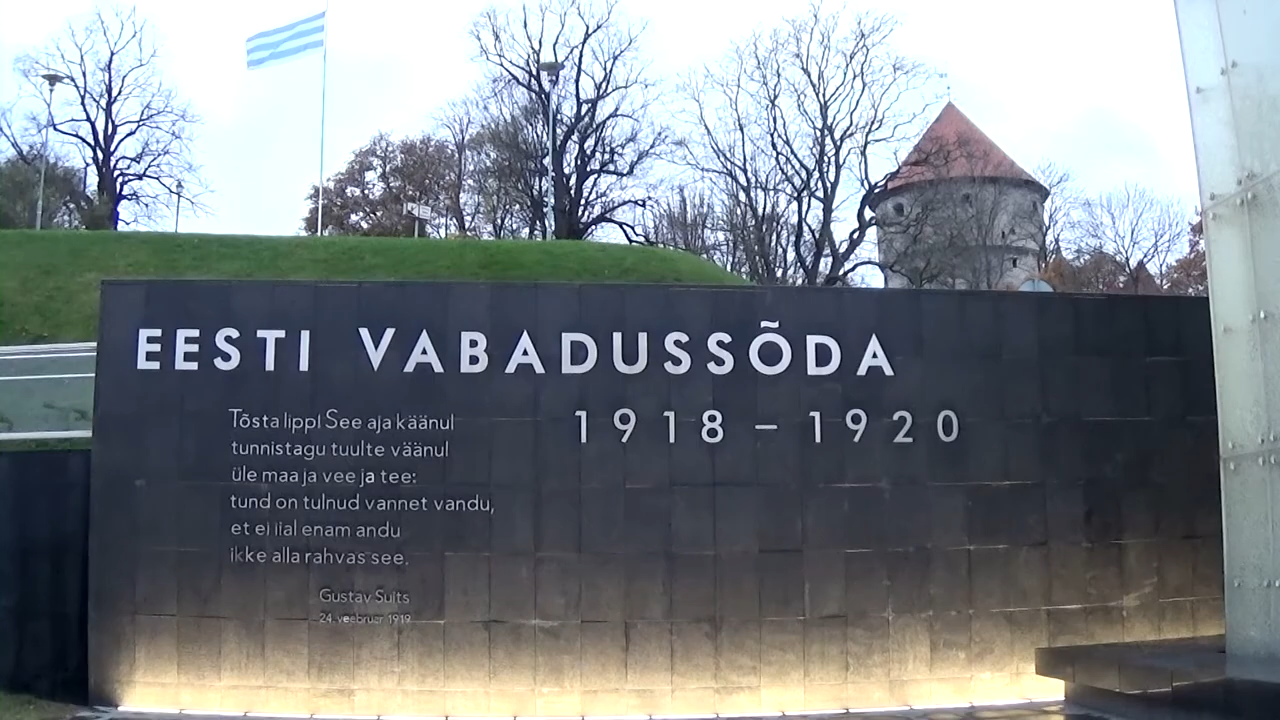 EESTI VABADUSSÕDA
1918 – 1920
Tõsta lipp! See aja käänul
tunnistagu tuulte väänul
üle maa ja vee ja tee:
tund on tulnud vannet vandu,
et ei iial enam andu
ikke alla rahvas see.
Gustav Suits
24. veebruar 1919